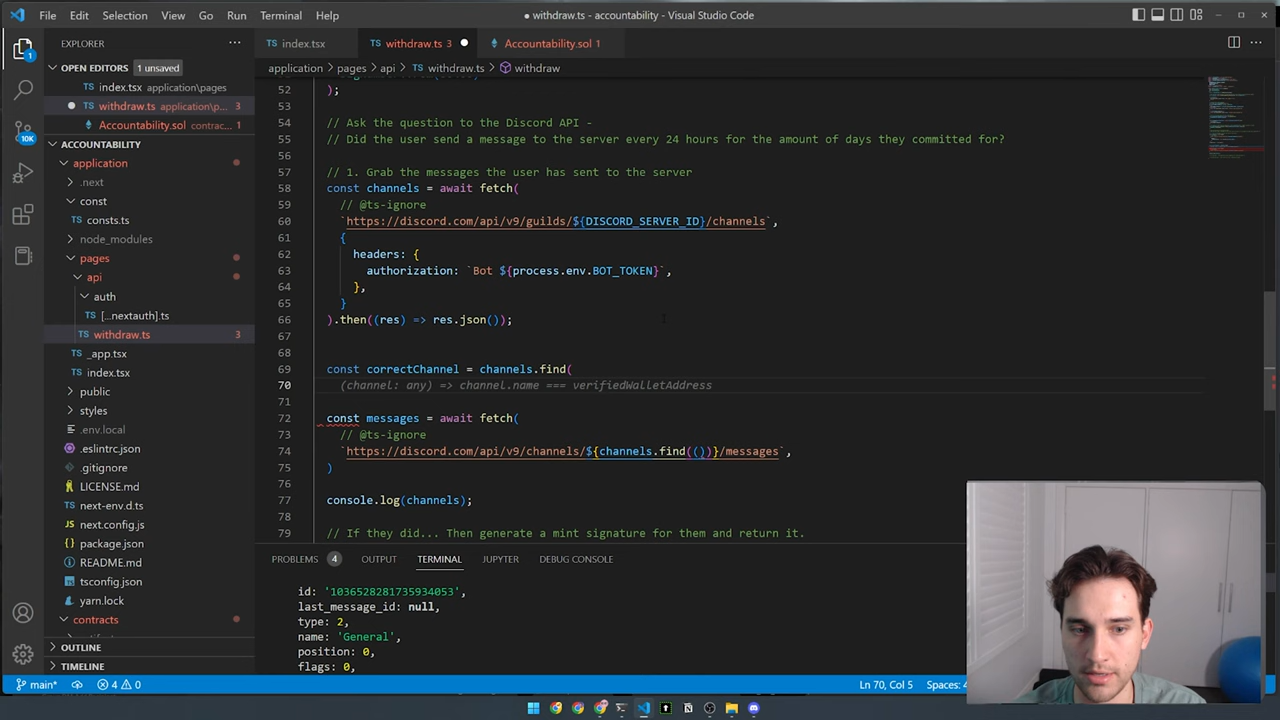 File Edit Selection View Go Run Terminal Help
● withdraw.ts - accountability - Visual Studio Code
EXPLORER
OPEN EDITORS 1 unsaved
index.tsx application\pages
withdraw.ts application\p... 3
Accountability.sol contrac... 1
ACCOUNTABILITY
application
.next
const
TS consts.ts
node_modules
pages
api
auth
TS [...nextauth].ts
TS withdraw.ts 3
_app.tsx
index.tsx
public
styles
.env.local
.eslintrc.json
.gitignore
LICENSE.md
TS next-env.d.ts
next.config.js
package.json
README.md
tsconfig.json
yarn.lock
contracts
OUTLINE
TIMELINE
1
10K
index.tsx
TS withdraw.ts 3 ●
Accountability.sol 1
application > pages > api > TS withdraw.ts > withdraw
52 );
53
54 // Ask the question to the Discord API -
55 // Did the user send a message to the server every 24 hours for the amount of days they committed for?
56
57 // 1. Grab the messages the user has sent to the server
58 const channels = await fetch(
59 // @ts-ignore
60 `https://discord.com/api/v9/guilds/${DISCORD_SERVER_ID}/channels`,
61 {
62 headers: {
63 authorization: `Bot ${process.env.BOT_TOKEN}`,
64 },
65 }
66 ).then((res) => res.json());
67
68
69 const correctChannel = channels.find(
70 (channel: any) => channel.name === verifiedWalletAddress
71
72 const messages = await fetch(
73 // @ts-ignore
74 `https://discord.com/api/v9/channels/${channels.find(())}/messages`,
75 )
76
77 console.log(channels);
78
79 // If they did... Then generate a mint signature for them and return it.
PROBLEMS 4 OUTPUT TERMINAL JUPYTER DEBUG CONSOLE
id: '1036528281735934053',
last_message_id: null,
type: 2,
name: 'General',
position: 0,
flags: 0,
main* 4 0
Ln 70, Col 5 Spaces: